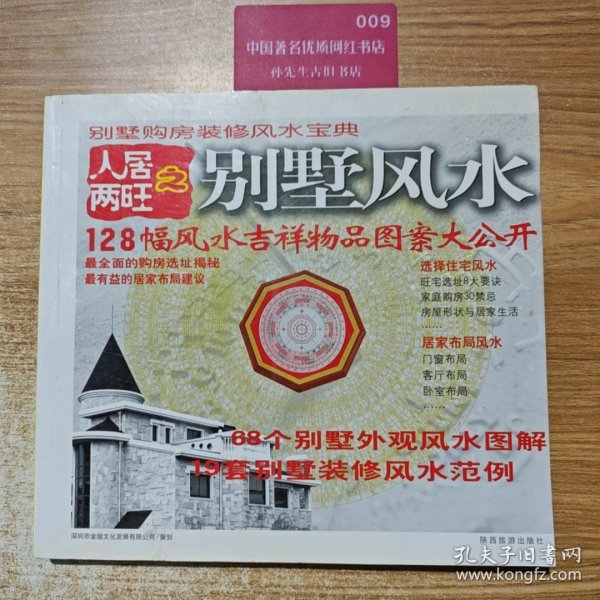 009
中国著名优质网红书店
孙先生古旧书店
别墅购房装修风水宝典
人居
两旺
之
别墅风水
128幅风水吉祥物品图案大公开
最全面的购房选址揭秘
最有益的居家布局建议
选择住宅风水
旺宅选址8大要诀
家庭购房30禁忌
房屋形状与居家生活
……
居家布局风水
门窗布局
客厅布局
卧室布局
……
68个别墅外观风水图解
19套别墅装修风水范例
深圳市金版文化发展有限公司/策划
陕西旅游出版社
孔夫子旧书网
www.kongfz.com